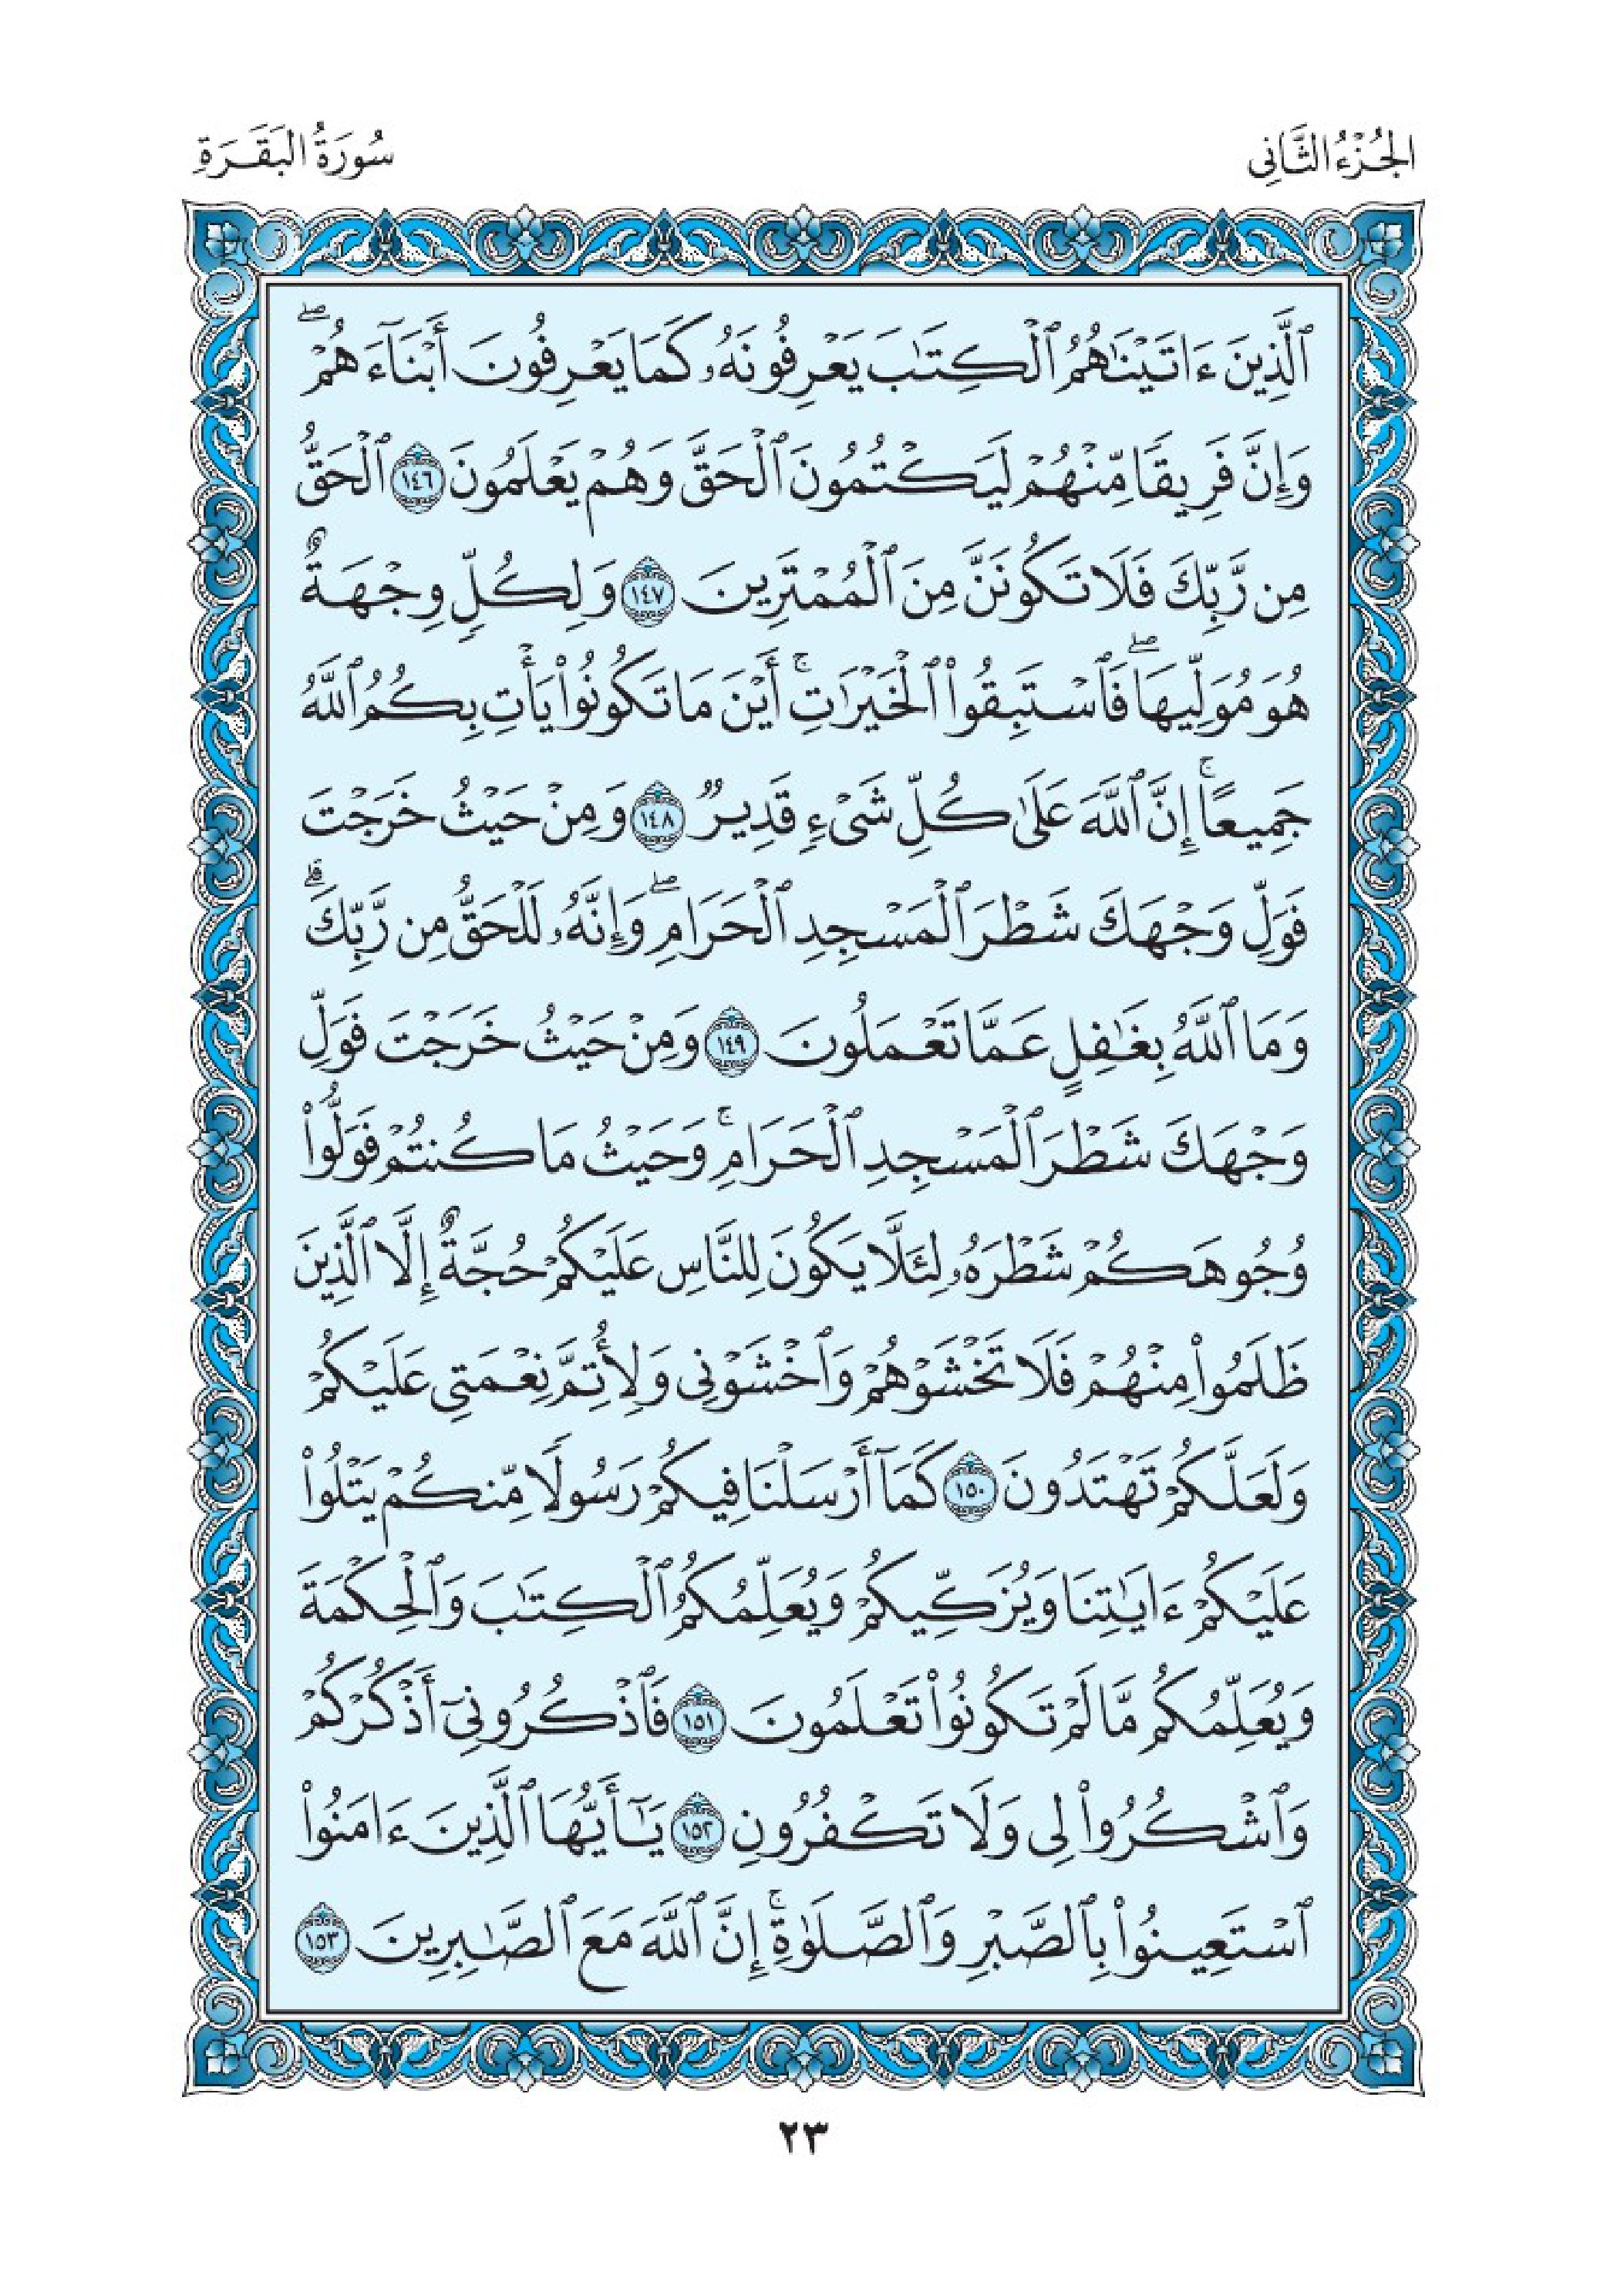 الجُزْءُ الثَّانِي
سُورَةُ البَقَرَةِ
ٱلَّذِينَ ءَاتَيْنَٰهُمُ ٱلْكِتَٰبَ يَعْرِفُونَهُۥ كَمَا يَعْرِفُونَ أَبْنَآءَهُمْۖ
وَإِنَّ فَرِيقًا مِّنْهُمْ لَيَكْتُمُونَ ٱلْحَقَّ وَهُمْ يَعْلَمُونَ ١٤٦ ٱلْحَقُّ
مِن رَّبِّكَ فَلَا تَكُونَنَّ مِنَ ٱلْمُمْتَرِينَ ١٤٧ وَلِكُلٍّ وِجْهَةٌ
هُوَ مُوَلِّيهَاۖ فَٱسْتَبِقُوا۟ ٱلْخَيْرَٰتِۚ أَيْنَ مَا تَكُونُوا۟ يَأْتِ بِكُمُ ٱللَّهُ
جَمِيعًاۚ إِنَّ ٱللَّهَ عَلَىٰ كُلِّ شَىْءٍ قَدِيرٌ ١٤٨ وَمِنْ حَيْثُ خَرَجْتَ
فَوَلِّ وَجْهَكَ شَطْرَ ٱلْمَسْجِدِ ٱلْحَرَامِۖ وَإِنَّهُۥ لَلْحَقُّ مِن رَّبِّكَۗ
وَمَا ٱللَّهُ بِغَٰفِلٍ عَمَّا تَعْمَلُونَ ١٤٩ وَمِنْ حَيْثُ خَرَجْتَ فَوَلِّ
وَجْهَكَ شَطْرَ ٱلْمَسْجِدِ ٱلْحَرَامِۚ وَحَيْثُ مَا كُنتُمْ فَوَلُّوا۟
وُجُوهَكُمْ شَطْرَهُۥ لِئَلَّا يَكُونَ لِلنَّاسِ عَلَيْكُمْ حُجَّةٌ إِلَّا ٱلَّذِينَ
ظَلَمُوا۟ مِنْهُمْ فَلَا تَخْشَوْهُمْ وَٱخْشَوْنِى وَلِأُتِمَّ نِعْمَتِى عَلَيْكُمْ
وَلَعَلَّكُمْ تَهْتَدُونَ ١٥٠ كَمَآ أَرْسَلْنَا فِيكُمْ رَسُولًا مِّنكُمْ يَتْلُوا۟
عَلَيْكُمْ ءَايَٰتِنَا وَيُزَكِّيكُمْ وَيُعَلِّمُكُمُ ٱلْكِتَٰبَ وَٱلْحِكْمَةَ
وَيُعَلِّمُكُم مَّا لَمْ تَكُونُوا۟ تَعْلَمُونَ ١٥١ فَٱذْكُرُونِىٓ أَذْكُرْكُمْ
وَٱشْكُرُوا۟ لِى وَلَا تَكْفُرُونِ ١٥٢ يَٰٓأَيُّهَا ٱلَّذِينَ ءَامَنُوا۟
ٱسْتَعِينُوا۟ بِٱلصَّبْرِ وَٱلصَّلَوٰةِۚ إِنَّ ٱللَّهَ مَعَ ٱلصَّٰبِرِينَ ١٥٣
٢٣